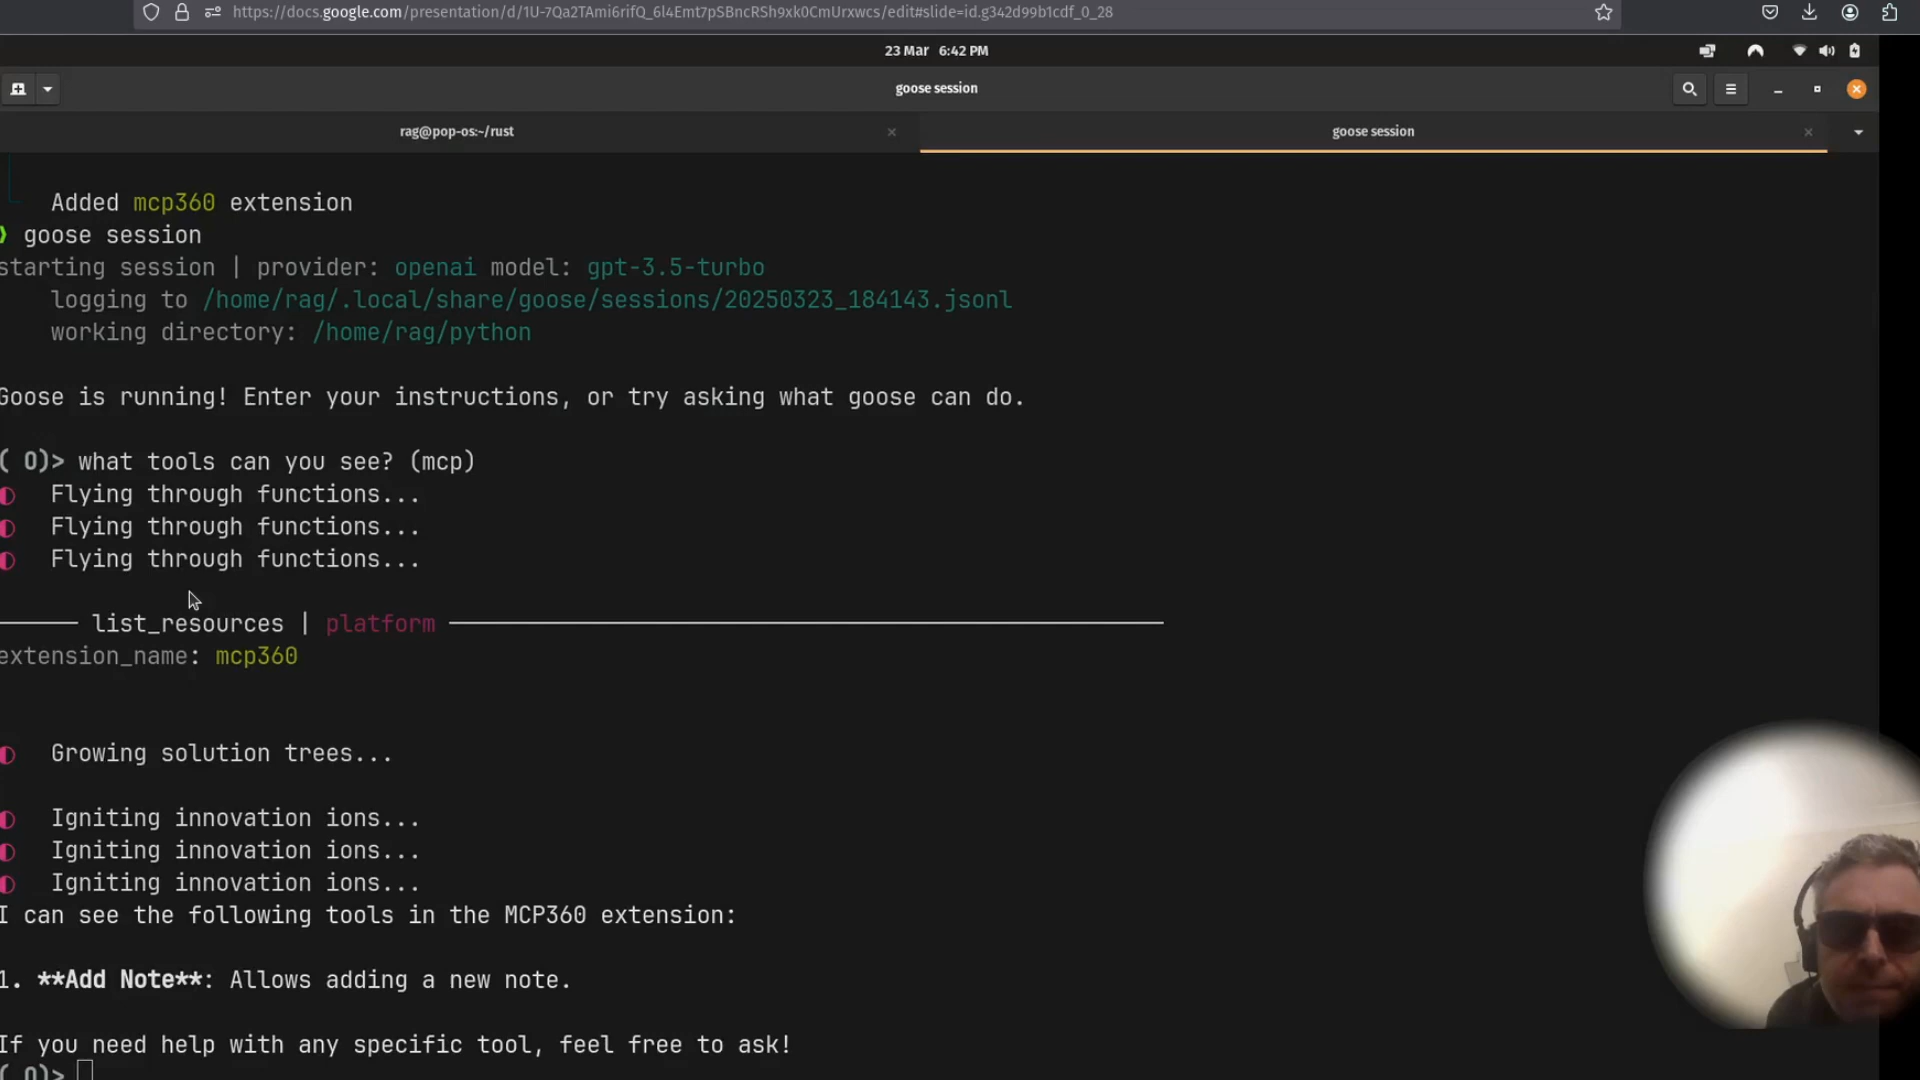 https://docs.google.com/presentation/d/1U-7Qa2TAmi6rifQ_6l4Emt7pSBncRSh9xk0CmUrxwcs/edit#slide=id.g342d99b1cdf_0_28
23 Mar 6:42 PM
goose session
rag@pop-os:~/rust
goose session
Added mcp360 extension
goose session
starting session | provider: openai model: gpt-3.5-turbo
logging to /home/rag/.local/share/goose/sessions/20250323_184143.jsonl
working directory: /home/rag/python
Goose is running! Enter your instructions, or try asking what goose can do.
( O)> what tools can you see? (mcp)
Flying through functions...
Flying through functions...
Flying through functions...
list_resources | platform
extension_name: mcp360
Growing solution trees...
Igniting innovation ions...
Igniting innovation ions...
Igniting innovation ions...
I can see the following tools in the MCP360 extension:
1. **Add Note**: Allows adding a new note.
If you need help with any specific tool, feel free to ask!
( O)>